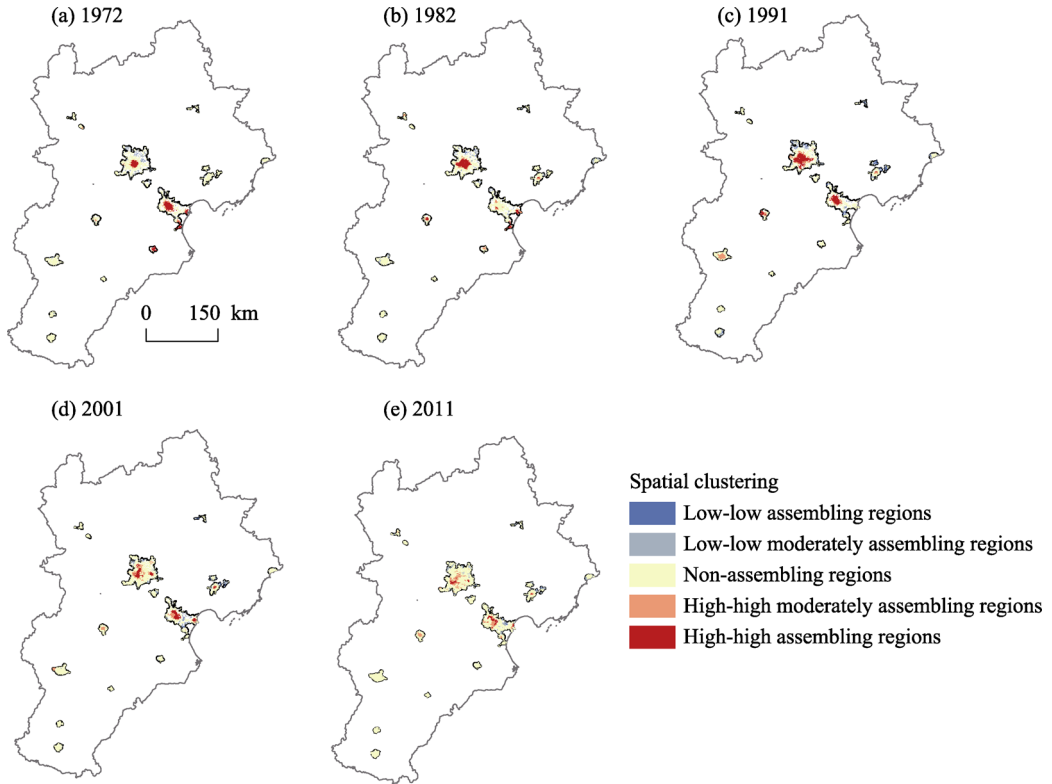 (a) 1972
(b) 1982
(c) 1991
0 150 km
(d) 2001
(e) 2011
Spatial clustering
Low-low assembling regions
Low-low moderately assembling regions
Non-assembling regions
High-high moderately assembling regions
High-high assembling regions